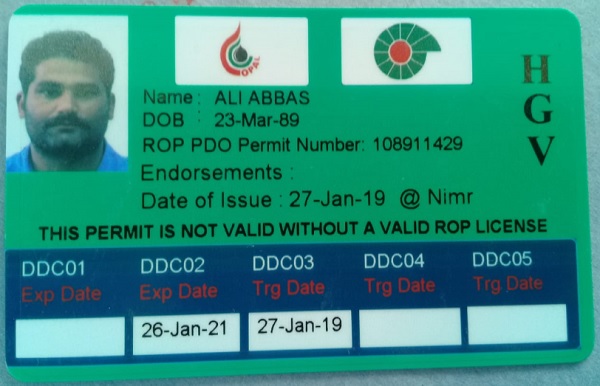 OPAL
HGV
Name : ALI ABBAS
DOB : 23-Mar-89
ROP PDO Permit Number: 108911429
Endorsements :
Date of Issue : 27-Jan-19 @ Nimr
THIS PERMIT IS NOT VALID WITHOUT A VALID ROP LICENSE
DDC01 DDC02 DDC03 DDC04 DDC05
Exp Date Exp Date Trg Date Trg Date Trg Date
26-Jan-21 27-Jan-19